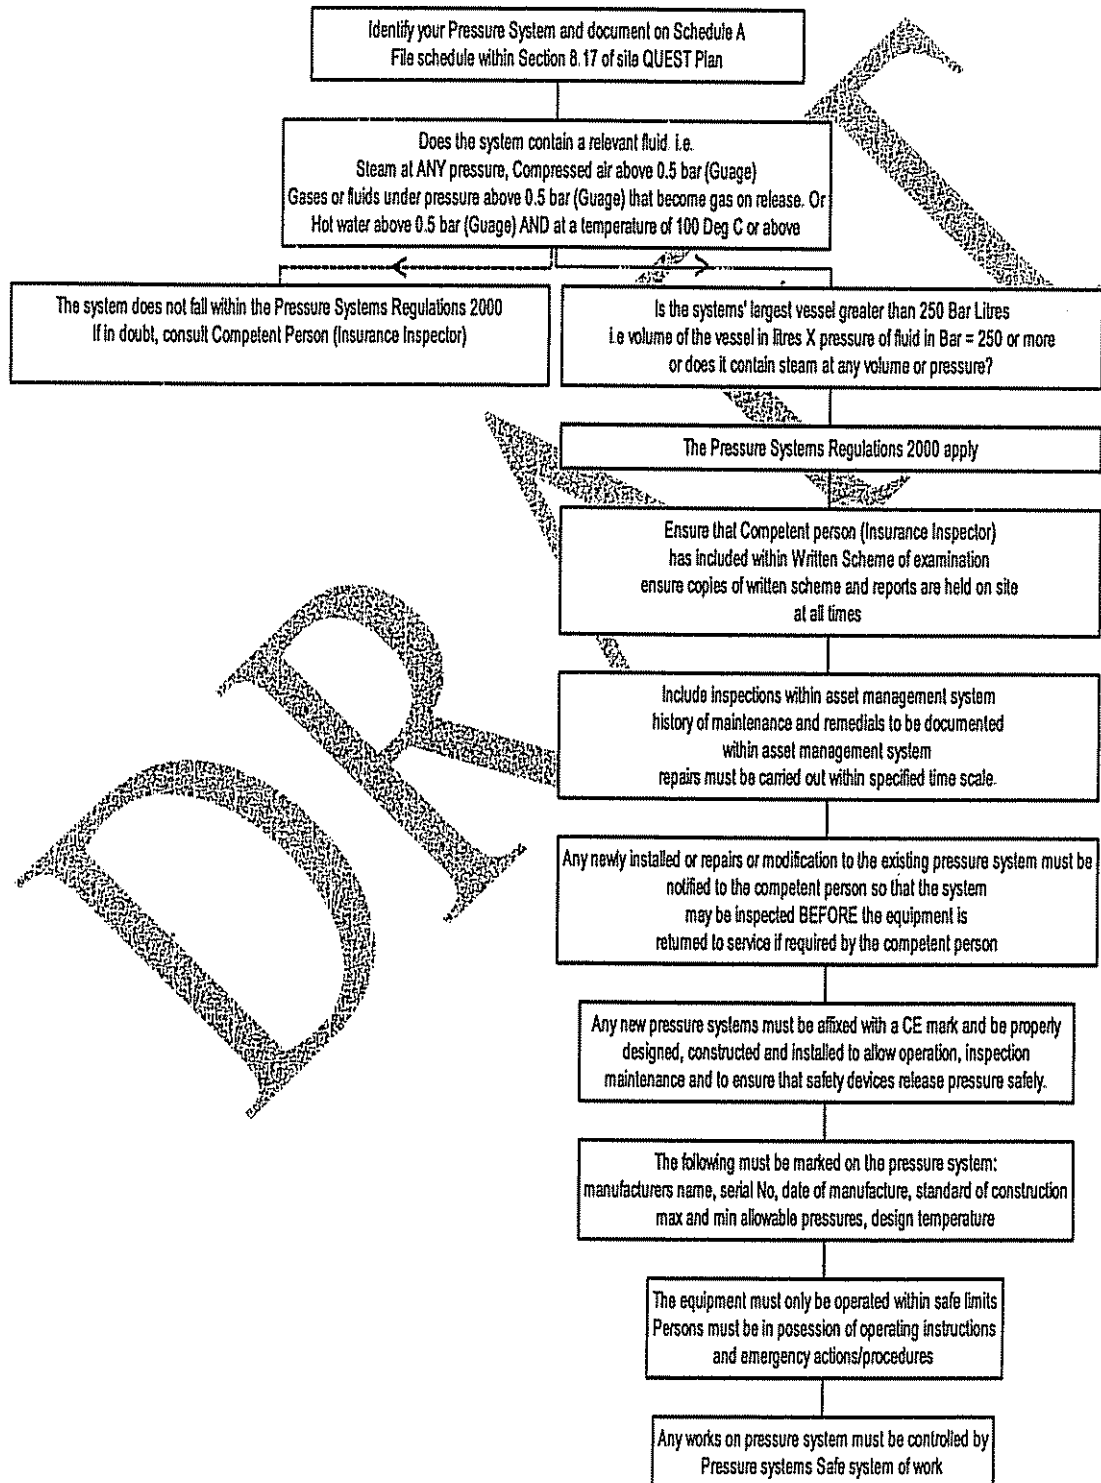 Identify your Pressure System and document on Schedule A
File schedule within Section 8.17 of site QUEST Plan
Does the system contain a relevant fluid i.e.
Steam at ANY pressure, Compressed air above 0.5 bar (Guage)
Gases or fluids under pressure above 0.5 bar (Guage) that become gas on release. Or
Hot water above 0.5 bar (Guage) AND at a temperature of 100 Deg C or above
The system does not fall within the Pressure Systems Regulations 2000
If in doubt, consult Competent Person (Insurance Inspector)
Is the systems' largest vessel greater than 250 Bar Litres
i.e volume of the vessel in litres X pressure of fluid in Bar = 250 or more
or does it contain steam at any volume or pressure?
The Pressure Systems Regulations 2000 apply
Ensure that Competent person (Insurance Inspector)
has included within Written Scheme of examination
ensure copies of written scheme and reports are held on site
at all times
Include inspections within asset management system
history of maintenance and remedials to be documented
within asset management system
repairs must be carried out within specified time scale.
Any newly installed or repairs or modification to the existing pressure system must be
notified to the competent person so that the system
may be inspected BEFORE the equipment is
returned to service if required by the competent person
Any new pressure systems must be affixed with a CE mark and be properly
designed, constructed and installed to allow operation, inspection
maintenance and to ensure that safety devices release pressure safely.
The following must be marked on the pressure system:
manufacturers name, serial No, date of manufacture, standard of construction
max and min allowable pressures, design temperature
The equipment must only be operated within safe limits
Persons must be in posession of operating instructions
and emergency actions/procedures
Any works on pressure system must be controlled by
Pressure systems Safe system of work
DRAFT